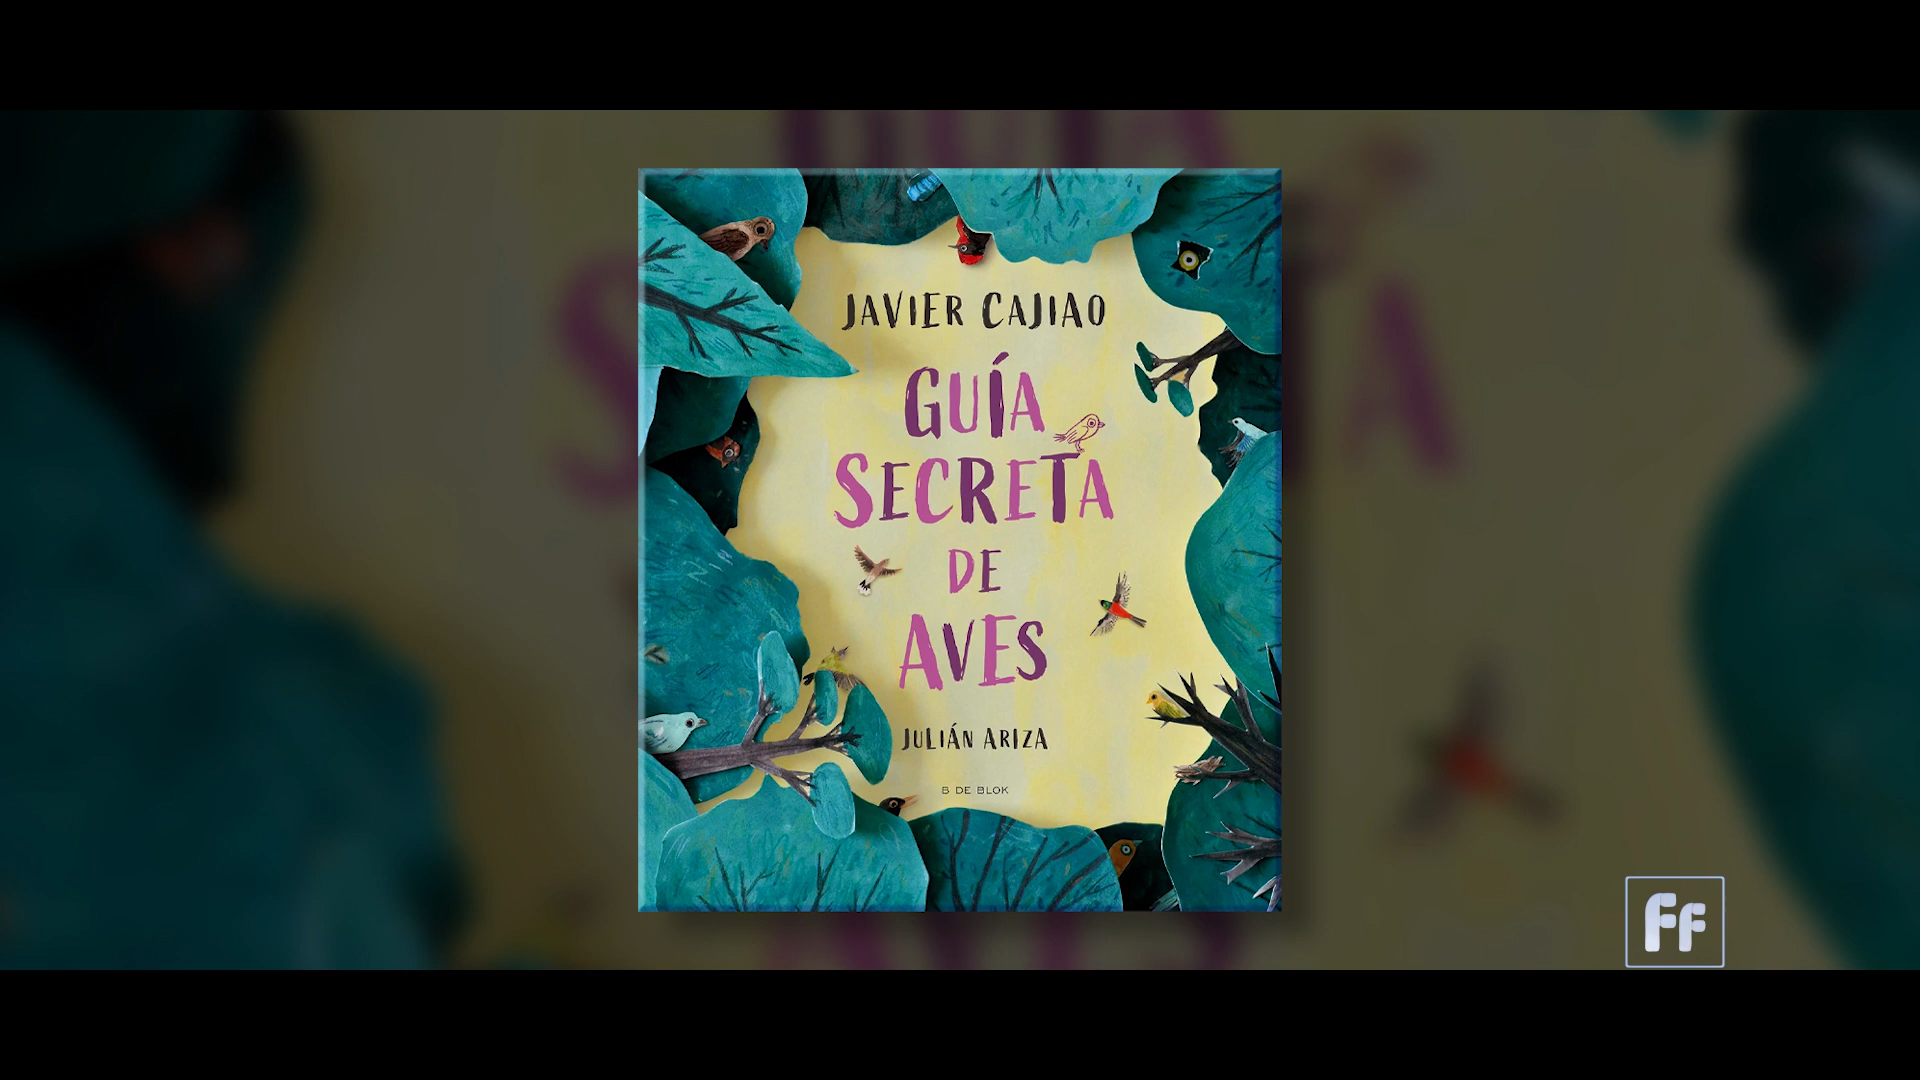 JAVIER CAJIAO
GUÍA
SECRETA
DE
AVES
JULIÁN ARIZA
B DE BLOK
Ff